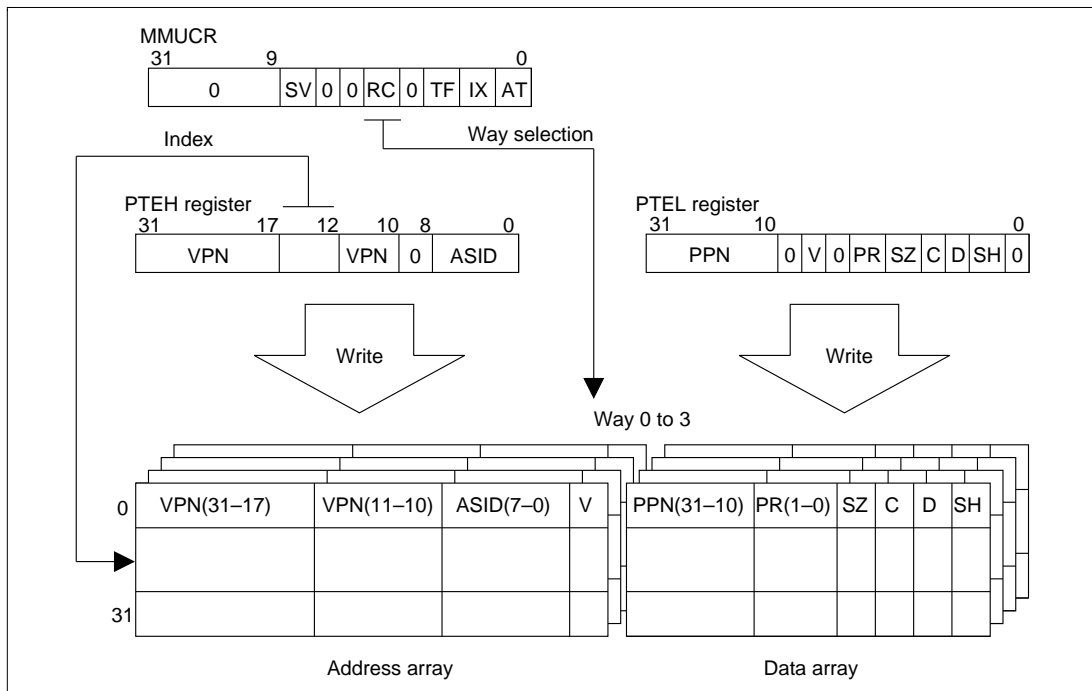 MMUCR
31 9 0
0 SV 0 0 RC 0 TF IX AT
Index
Way selection
PTEH register
31 17 12 10 8 0
VPN VPN 0 ASID
PTEL register
31 10 0
PPN 0 V 0 PR SZ C D SH 0
Write
Write
Way 0 to 3
0 VPN(31–17) VPN(11–10) ASID(7–0) V PPN(31–10) PR(1–0) SZ C D SH
31
Address array
Data array